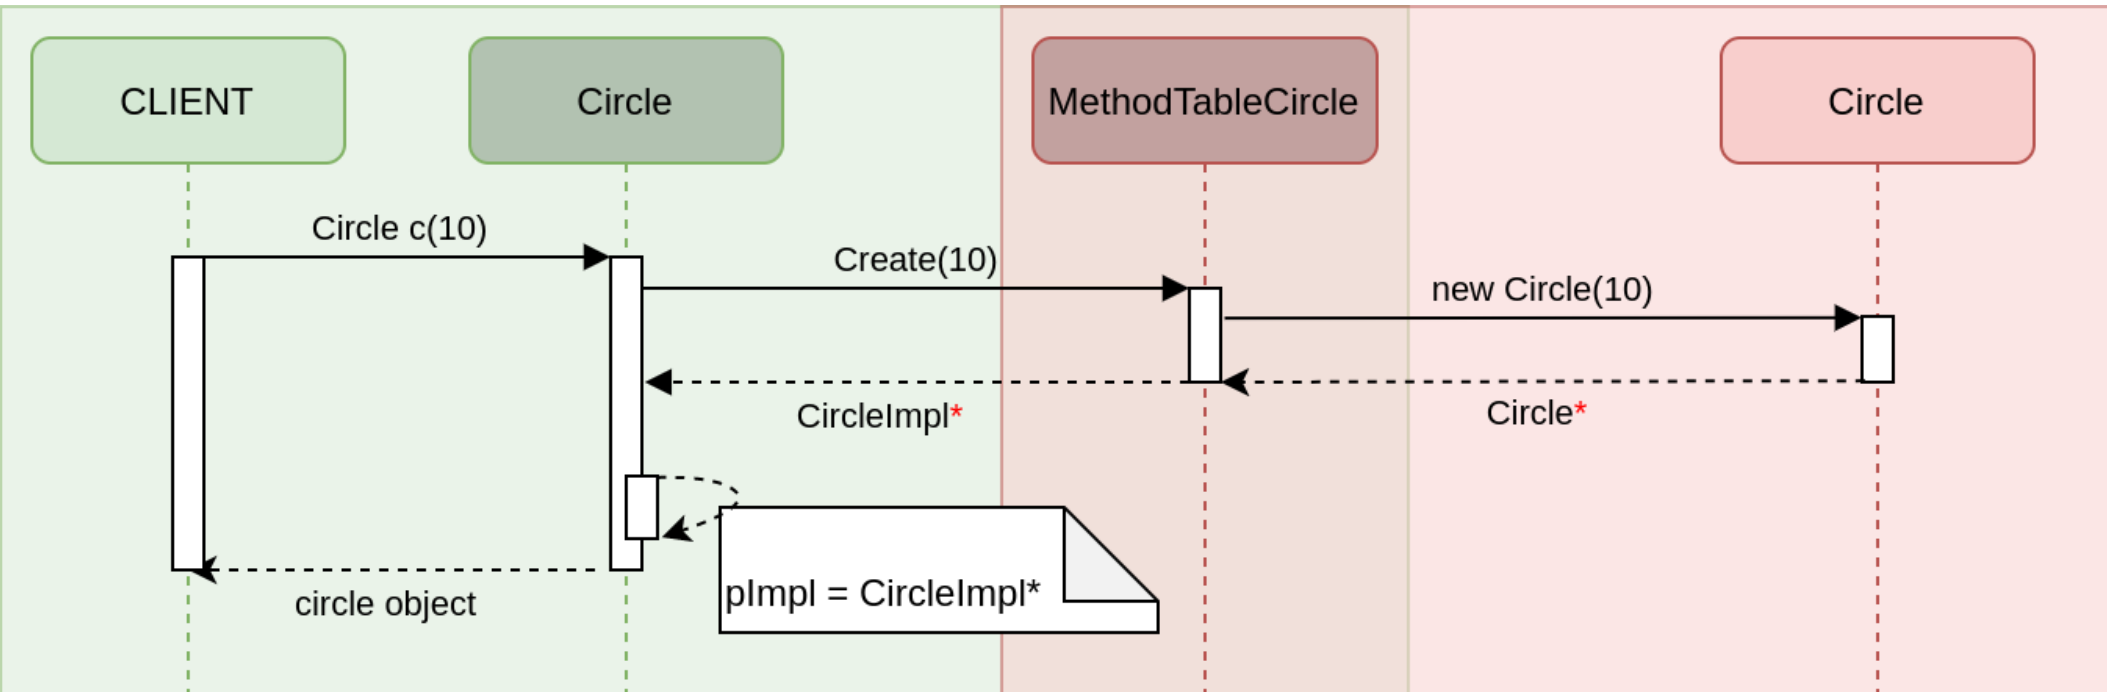 CLIENT
Circle
MethodTableCircle
Circle
Circle c(10)
Create(10)
new Circle(10)
CircleImpl*
Circle*
pImpl = CircleImpl*
circle object